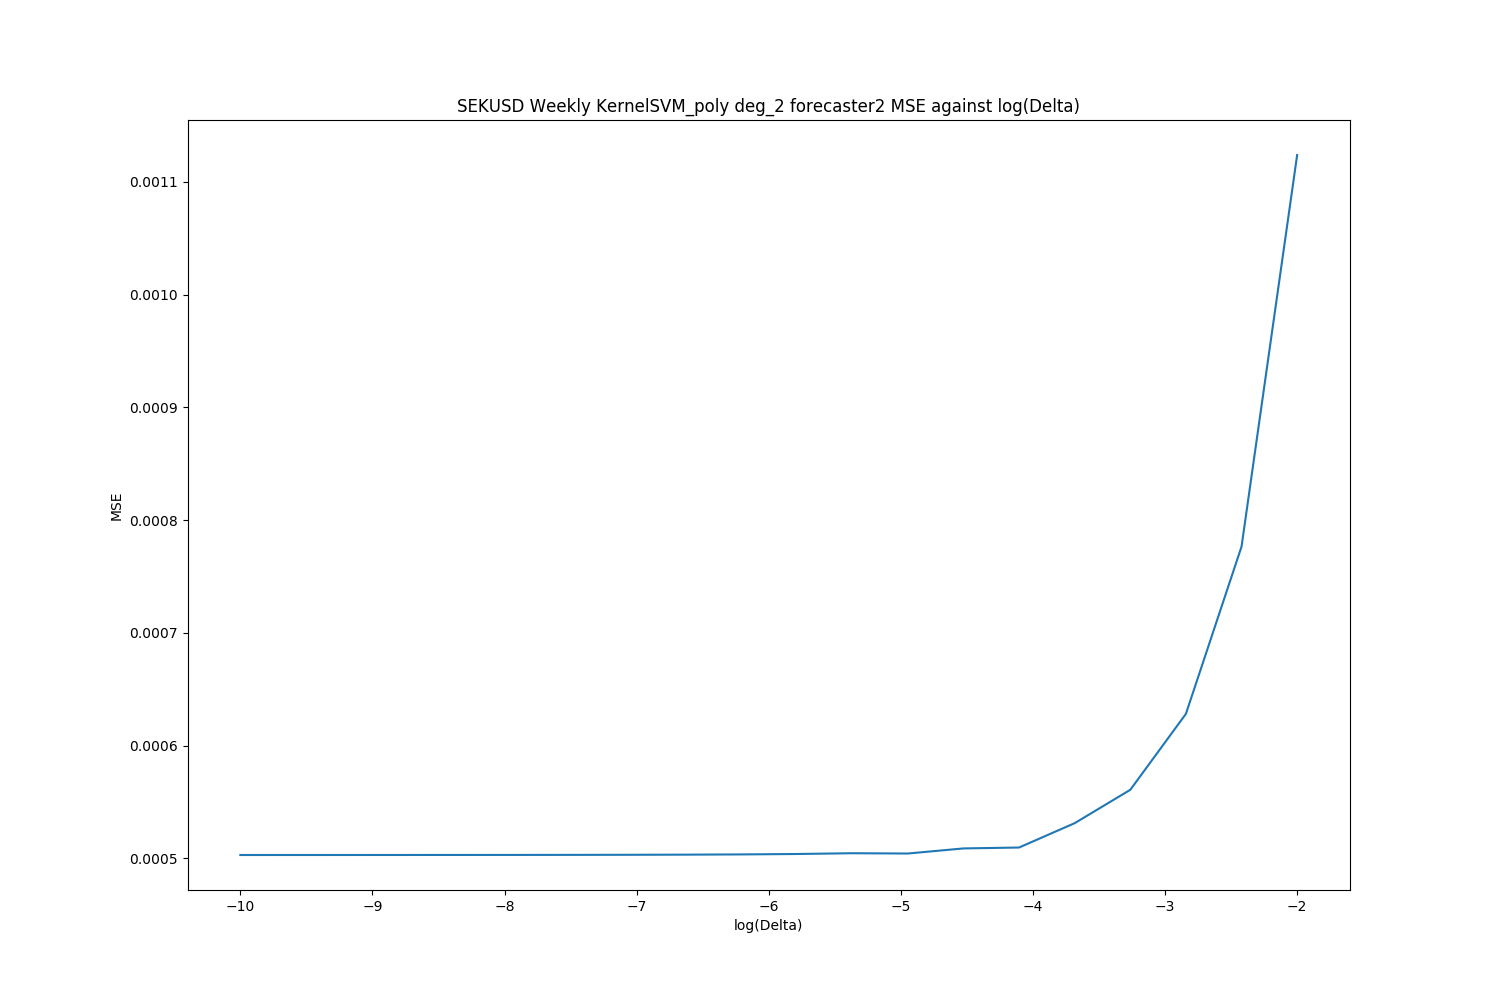 SEKUSD Weekly KernelSVM_poly deg_2 forecaster2 MSE against log(Delta)
0.0011
0.0010
0.0009
0.0008
0.0007
0.0006
0.0005
MSE
−10 −9 −8 −7 −6 −5 −4 −3 −2
log(Delta)